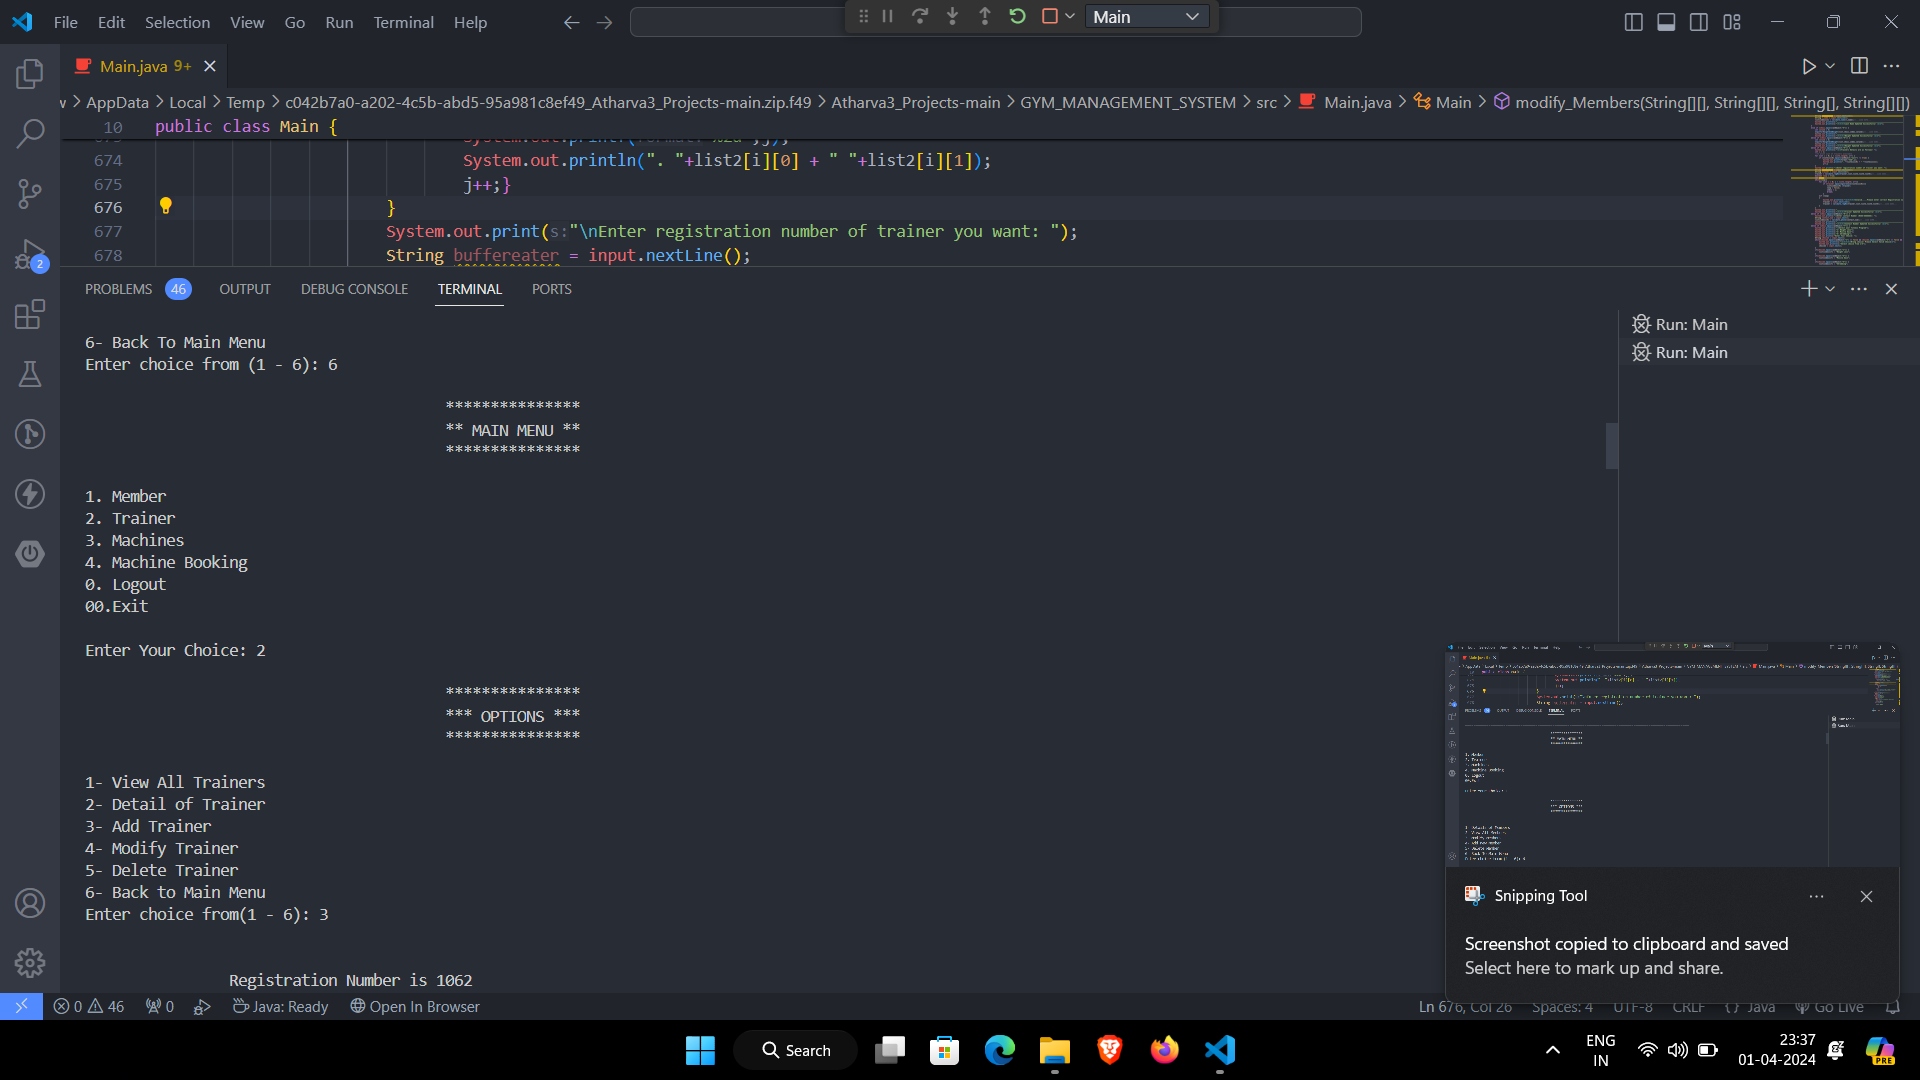 File Edit Selection View Go Run Terminal Help
Main
Main.java 9+
AppData > Local > Temp > c042b7a0-a202-4c5b-abd5-95a981c8ef49_Atharva3_Projects-main.zip.f49 > Atharva3_Projects-main > GYM_MANAGEMENT_SYSTEM > src > Main.java > Main > modify_Members(String[][], String[][], String[], String[][])
10 public class Main {
674 System.out.println(". "+list2[i][0] + " "+list2[i][1]);
675 j++;}
676 }
677 System.out.print(s:"\nEnter registration number of trainer you want: ");
678 String buffereater = input.nextLine();
PROBLEMS 46 OUTPUT DEBUG CONSOLE TERMINAL PORTS
2
Run: Main
Run: Main
6- Back To Main Menu
Enter choice from (1 - 6): 6
***************
** MAIN MENU **
***************
1. Member
2. Trainer
3. Machines
4. Machine Booking
0. Logout
00.Exit
Enter Your Choice: 2
***************
*** OPTIONS ***
***************
1- View All Trainers
2- Detail of Trainer
3- Add Trainer
4- Modify Trainer
5- Delete Trainer
6- Back to Main Menu
Enter choice from(1 - 6): 3
Registration Number is 1062
Snipping Tool
Screenshot copied to clipboard and saved
Select here to mark up and share.
0 46 0 Java: Ready Open In Browser
Ln 676, Col 26 Spaces: 4 UTF-8 CRLF {} Java Go Live
Search
ENG
IN
23:37
01-04-2024
PRE